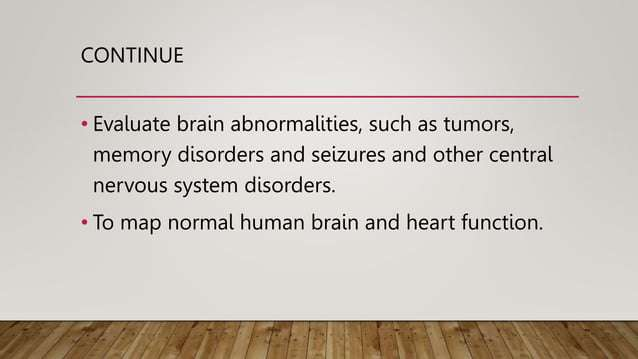 CONTINUE
• Evaluate brain abnormalities, such as tumors,
memory disorders and seizures and other central
nervous system disorders.
• To map normal human brain and heart function.